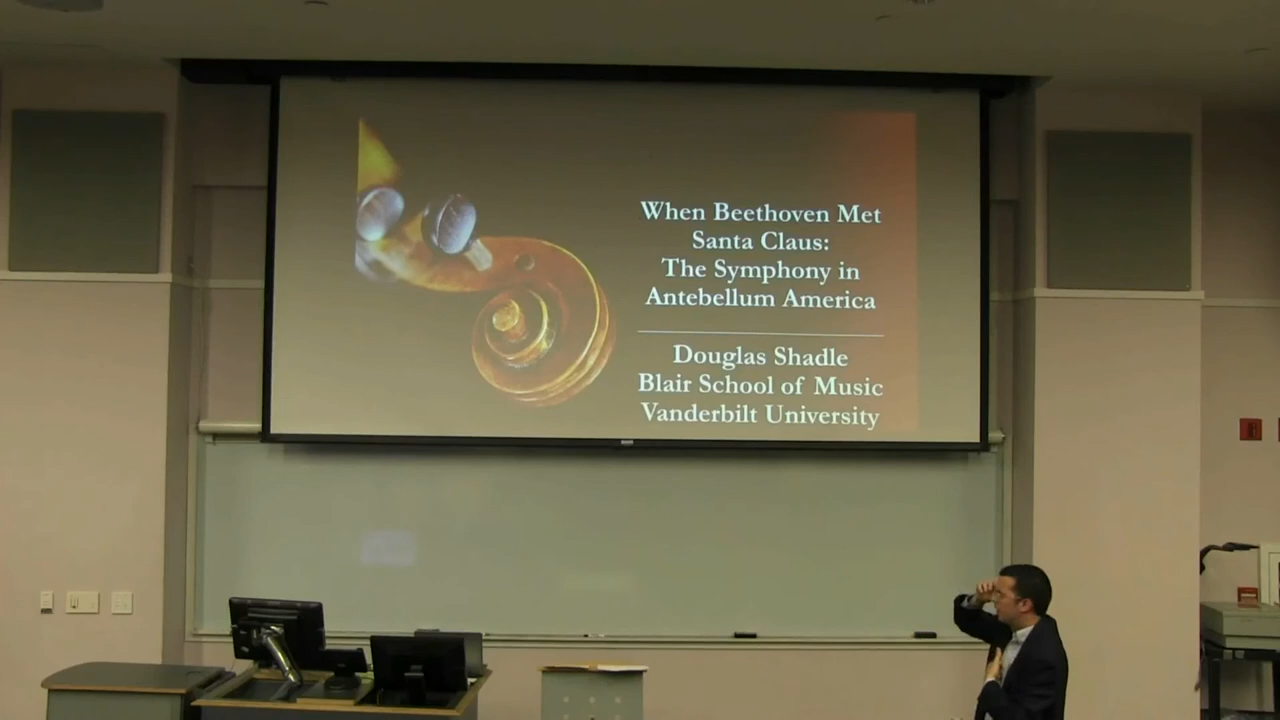 When Beethoven Met
Santa Claus:
The Symphony in
Antebellum America
Douglas Shadle
Blair School of Music
Vanderbilt University